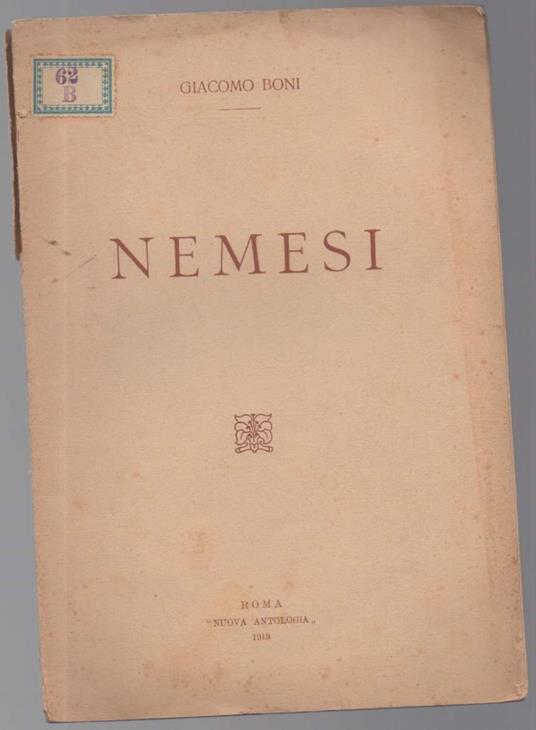 62
B
GIACOMO BONI
NEMESI
ROMA
"NUOVA ANTOLOGIA„
1919